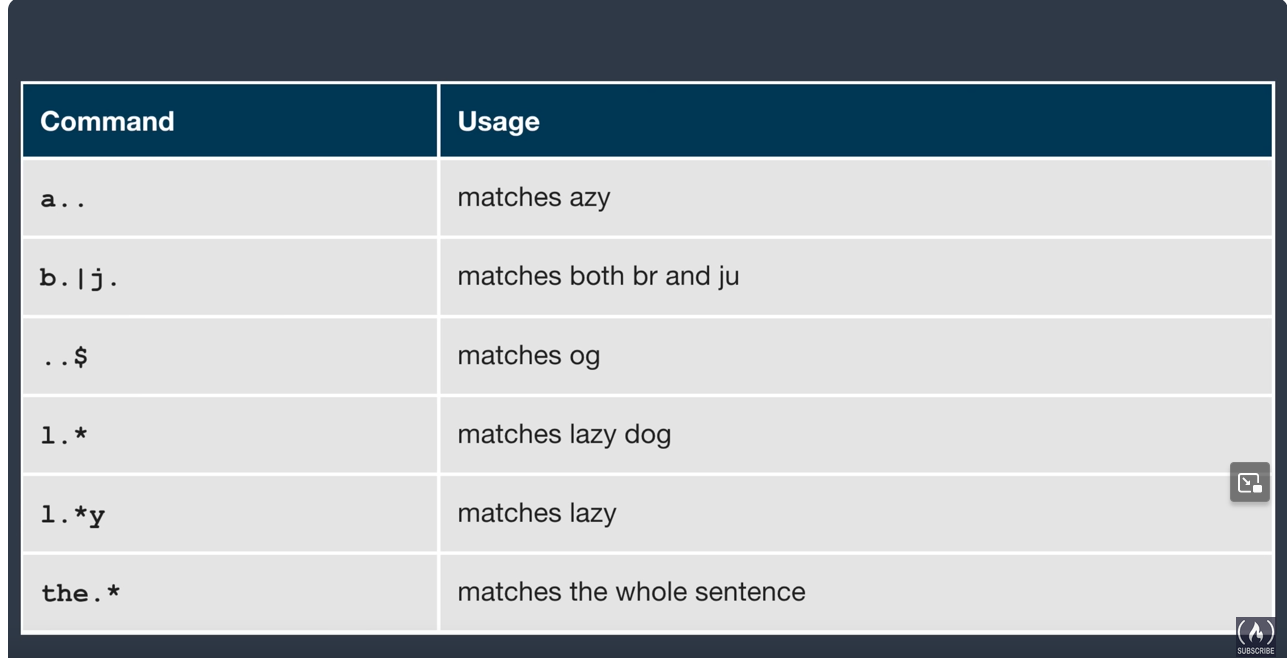 Command Usage
a.. matches azy
b.|j. matches both br and ju
..$ matches og
l.* matches lazy dog
l.*y matches lazy
the.* matches the whole sentence
SUBSCRIBE